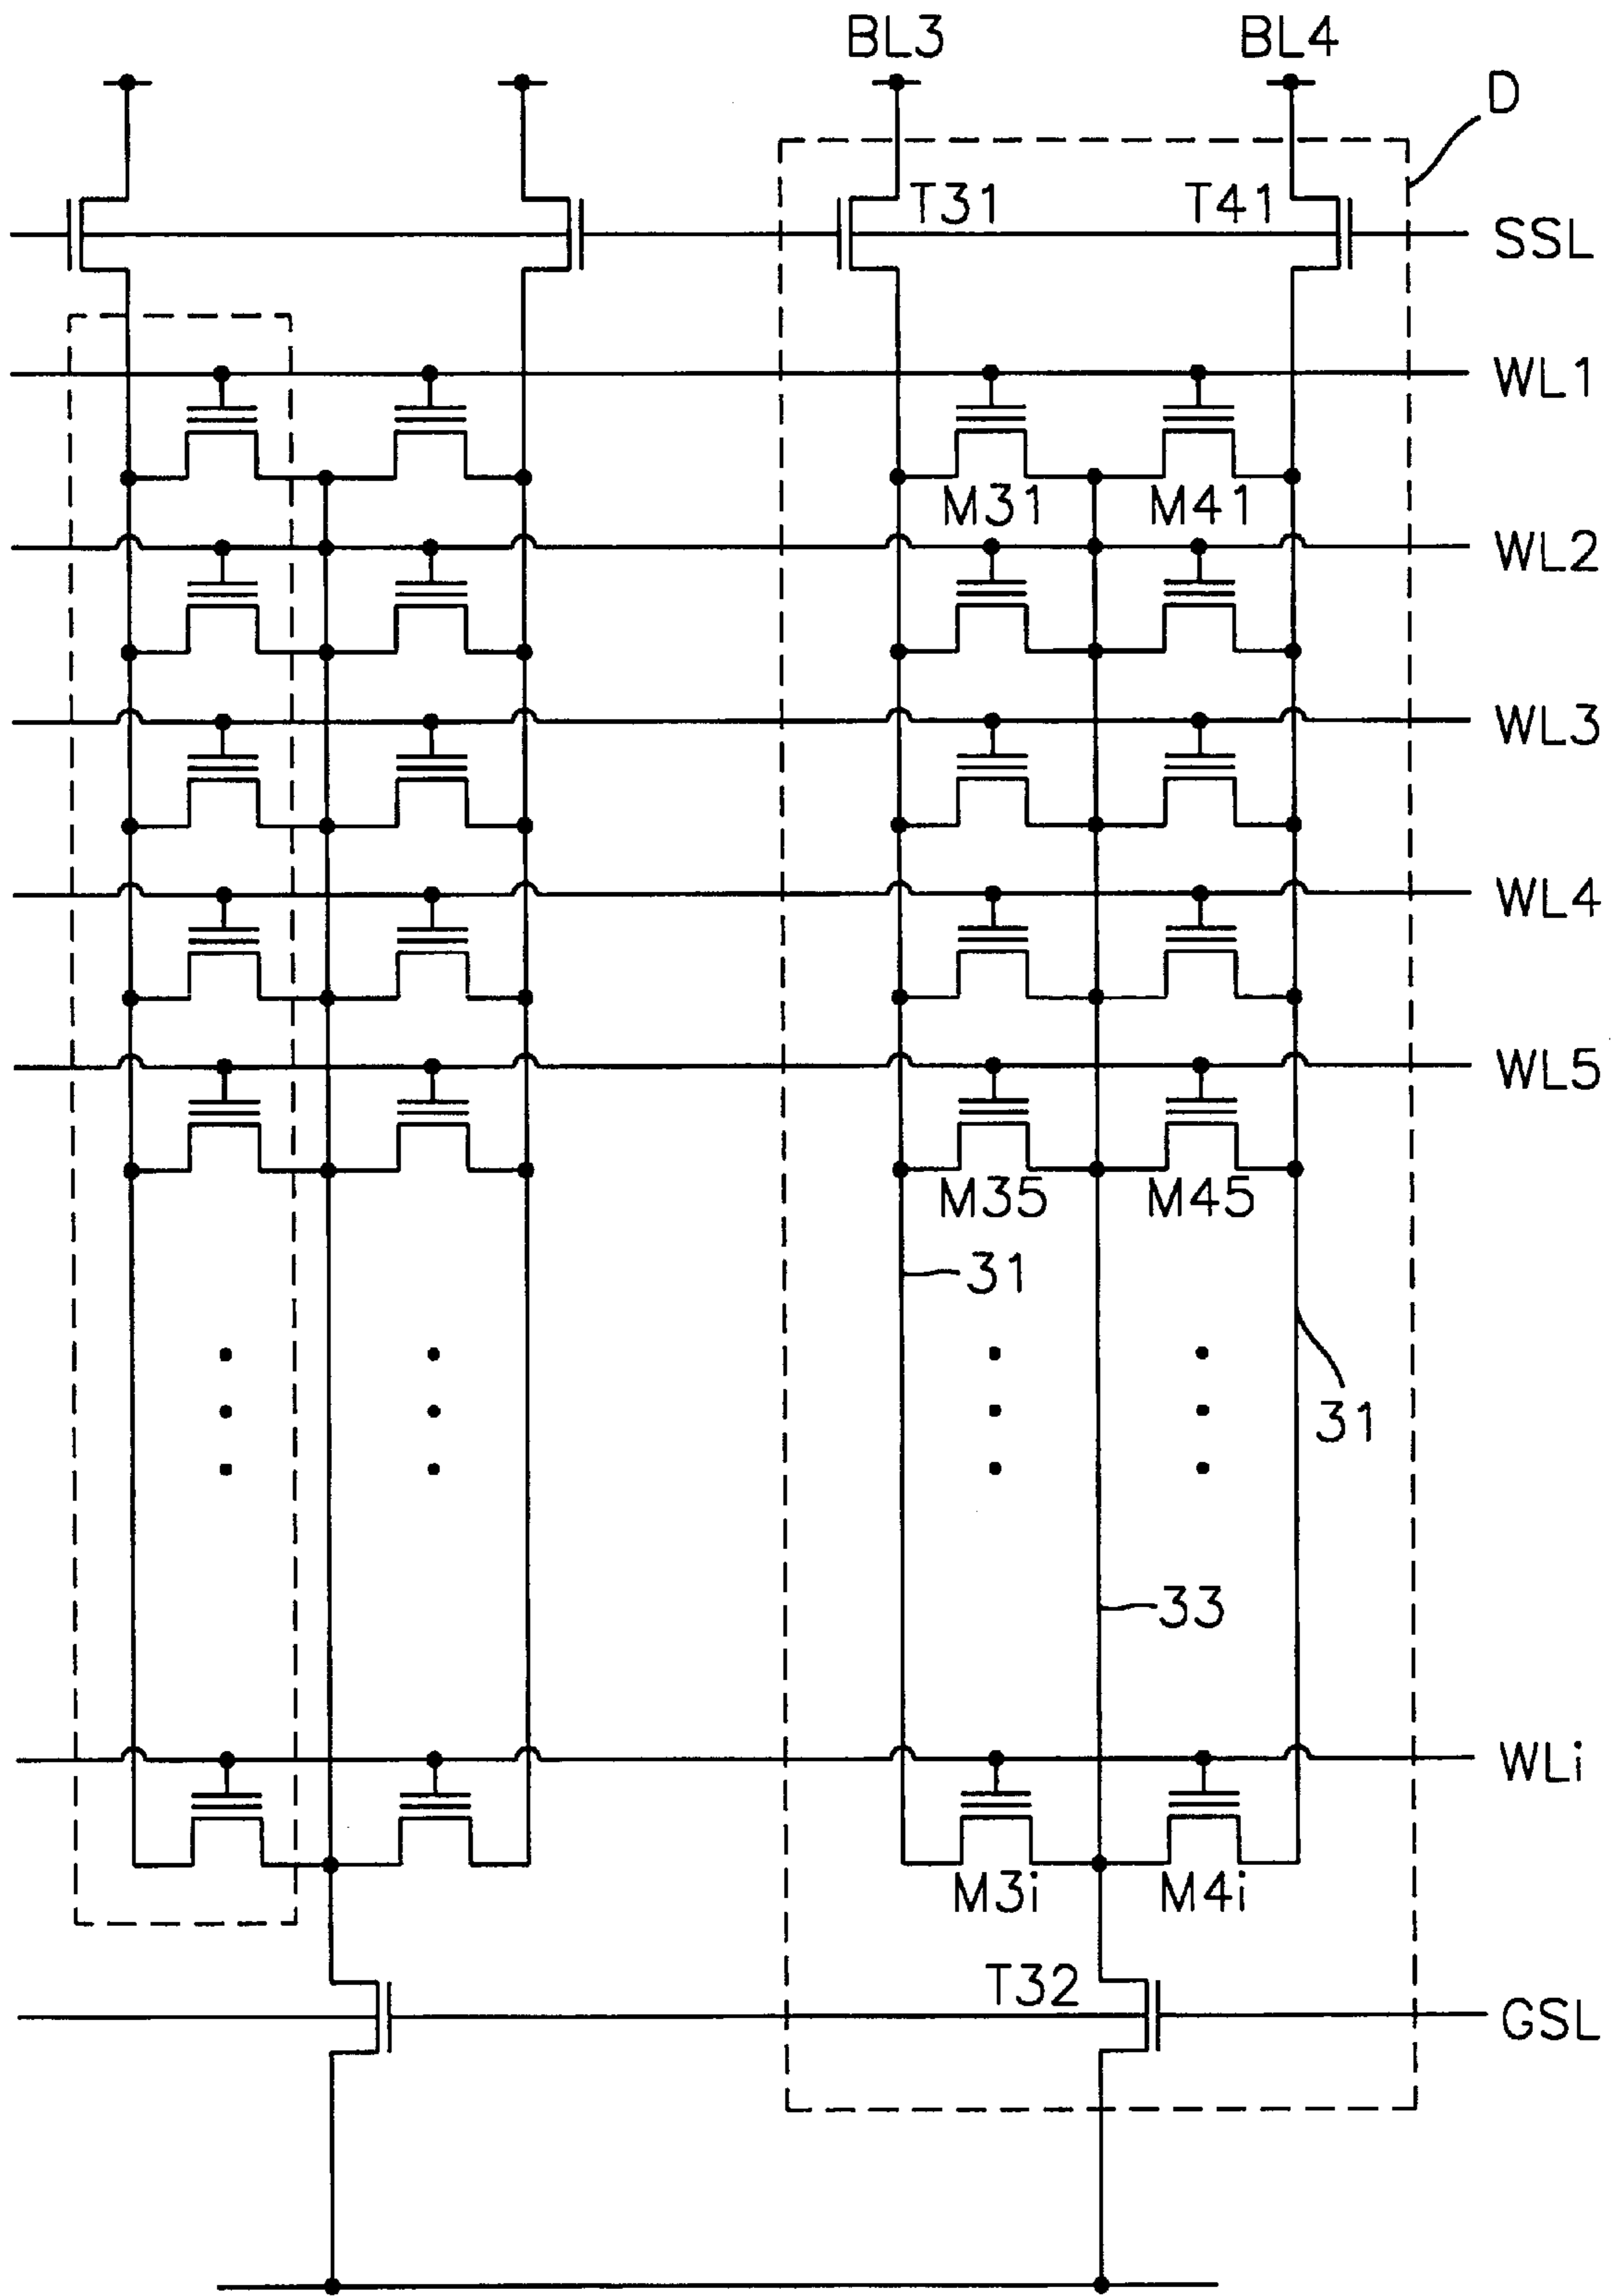 BL3 BL4
D
T31 T41
SSL
WL1
M31 M41
WL2
WL3
WL4
WL5
M35 M45
31
31
33
WLi
M3i M4i
T32
GSL